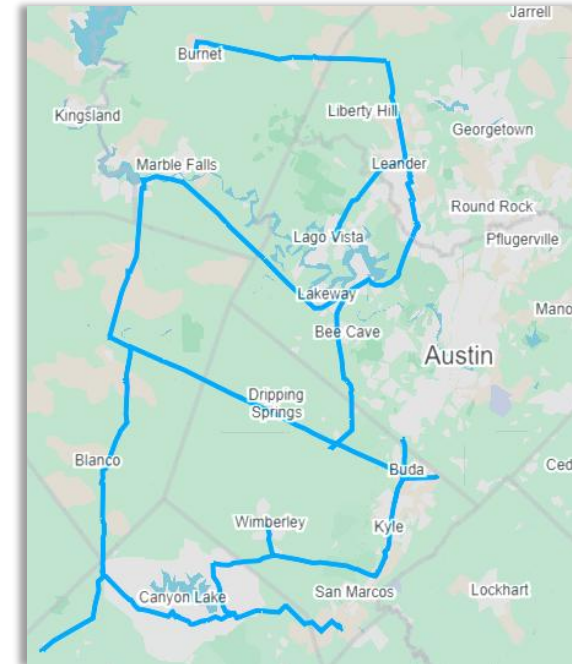 Jarrell
Burnet
Kingsland
Liberty Hill
Georgetown
Marble Falls
Leander
Round Rock
Lago Vista
Pflugerville
Lakeway
Mano
Bee Cave
Austin
Dripping
Springs
Blanco
Buda
Ced
Wimberley
Kyle
Canyon Lake
San Marcos
Lockhart